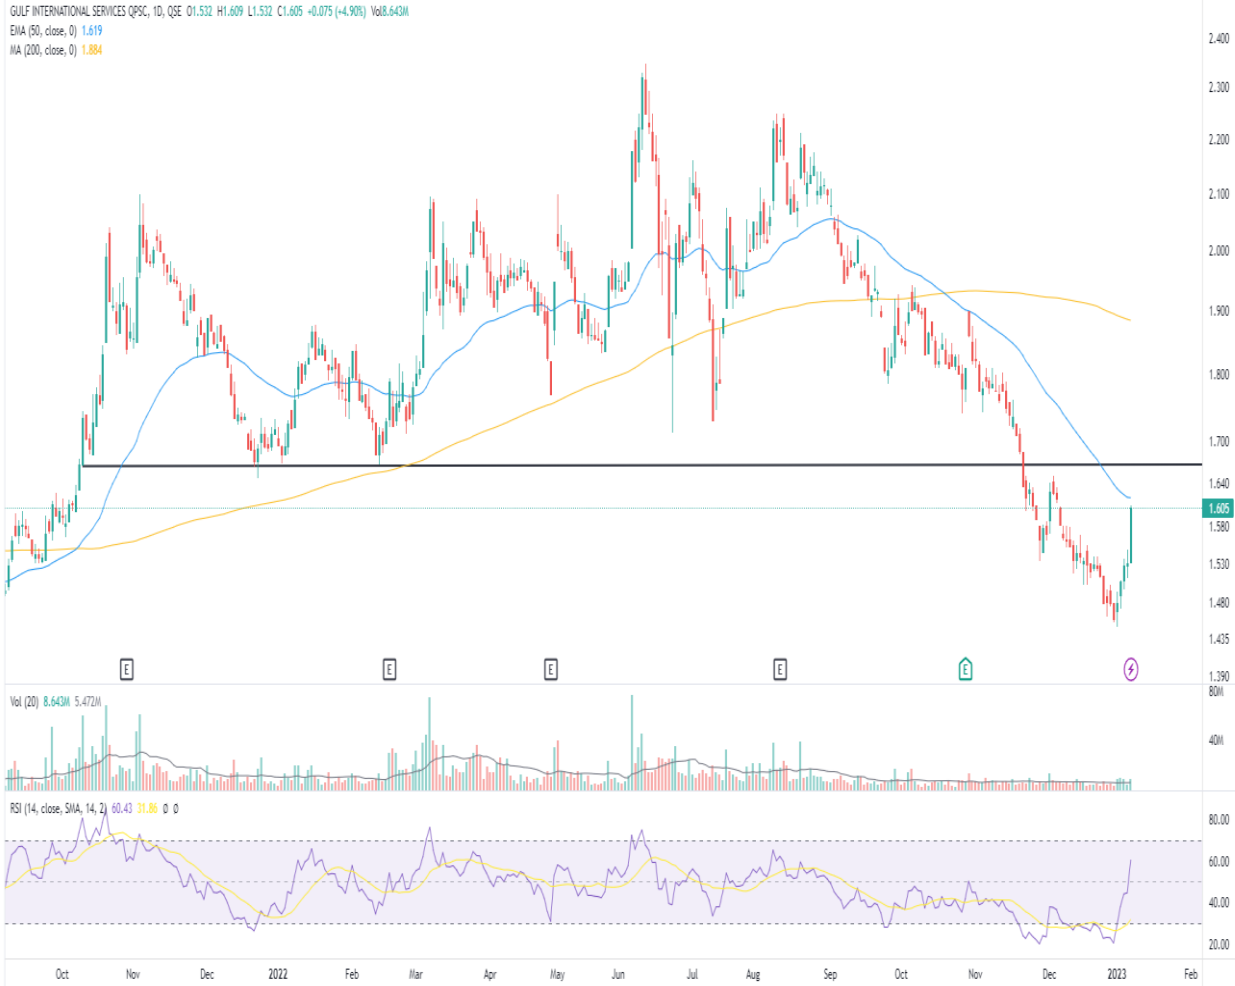 GULF INTERNATIONAL SERVICES QPSC, 1D, QSE O1.532 H1.609 L1.532 C1.605 +0.075 (+4.90%) Vol8.643M
EMA (50, close, 0) 1.619
MA (200, close, 0) 1.884
2.400
2.300
2.200
2.100
2.000
1.900
1.800
1.700
1.640
1.605
1.580
1.530
1.480
1.435
1.390
E E E E E
Vol (20) 8.643M 5.472M
80M
40M
RSI (14, close, SMA, 14, 2) 60.43 31.86 Ø Ø
80.00
60.00
40.00
20.00
Oct Nov Dec 2022 Feb Mar Apr May Jun Jul Aug Sep Oct Nov Dec 2023 Feb